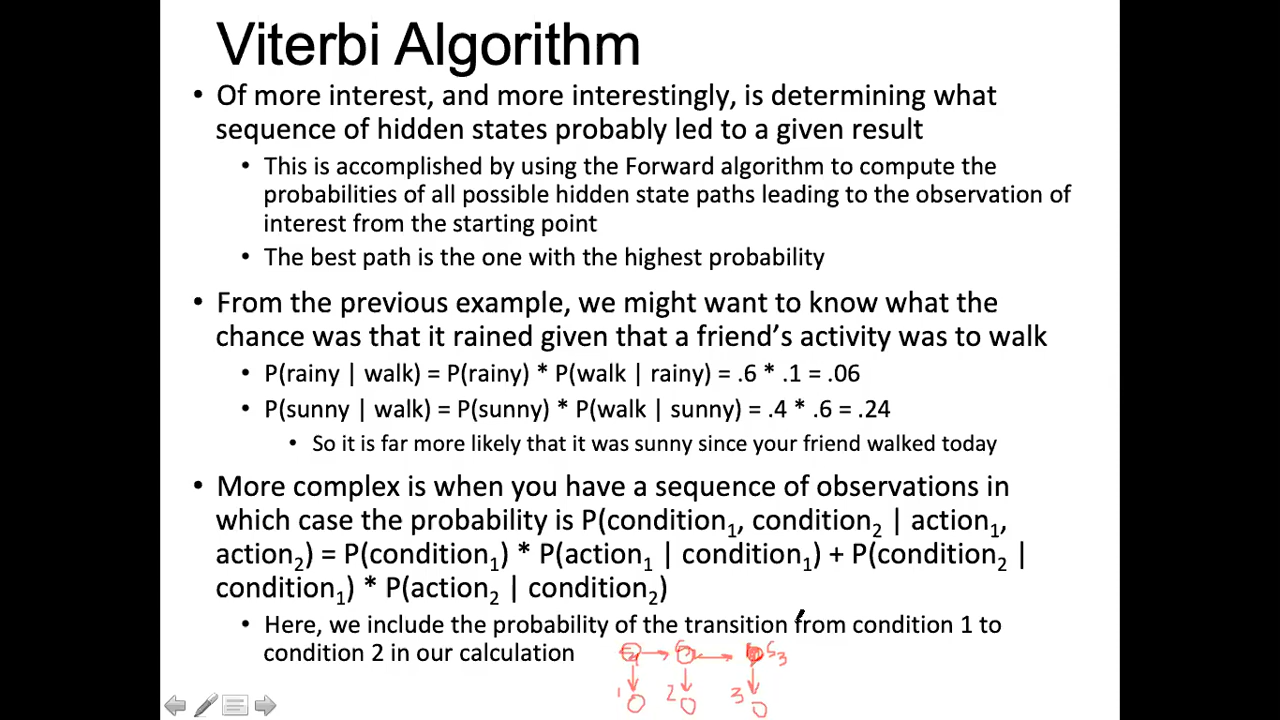 Viterbi Algorithm
• Of more interest, and more interestingly, is determining what
sequence of hidden states probably led to a given result
• This is accomplished by using the Forward algorithm to compute the
probabilities of all possible hidden state paths leading to the observation of
interest from the starting point
• The best path is the one with the highest probability
• From the previous example, we might want to know what the
chance was that it rained given that a friend's activity was to walk
• P(rainy | walk) = P(rainy) * P(walk | rainy) = .6 * .1 = .06
• P(sunny | walk) = P(sunny) * P(walk | sunny) = .4 * .6 = .24
• So it is far more likely that it was sunny since your friend walked today
• More complex is when you have a sequence of observations in
which case the probability is P(condition₁, condition₂ | action₁,
action₂) = P(condition₁) * P(action₁ | condition₁) + P(condition₂ |
condition₁) * P(action₂ | condition₂)
• Here, we include the probability of the transition from condition 1 to
condition 2 in our calculation
S3
1 2 3